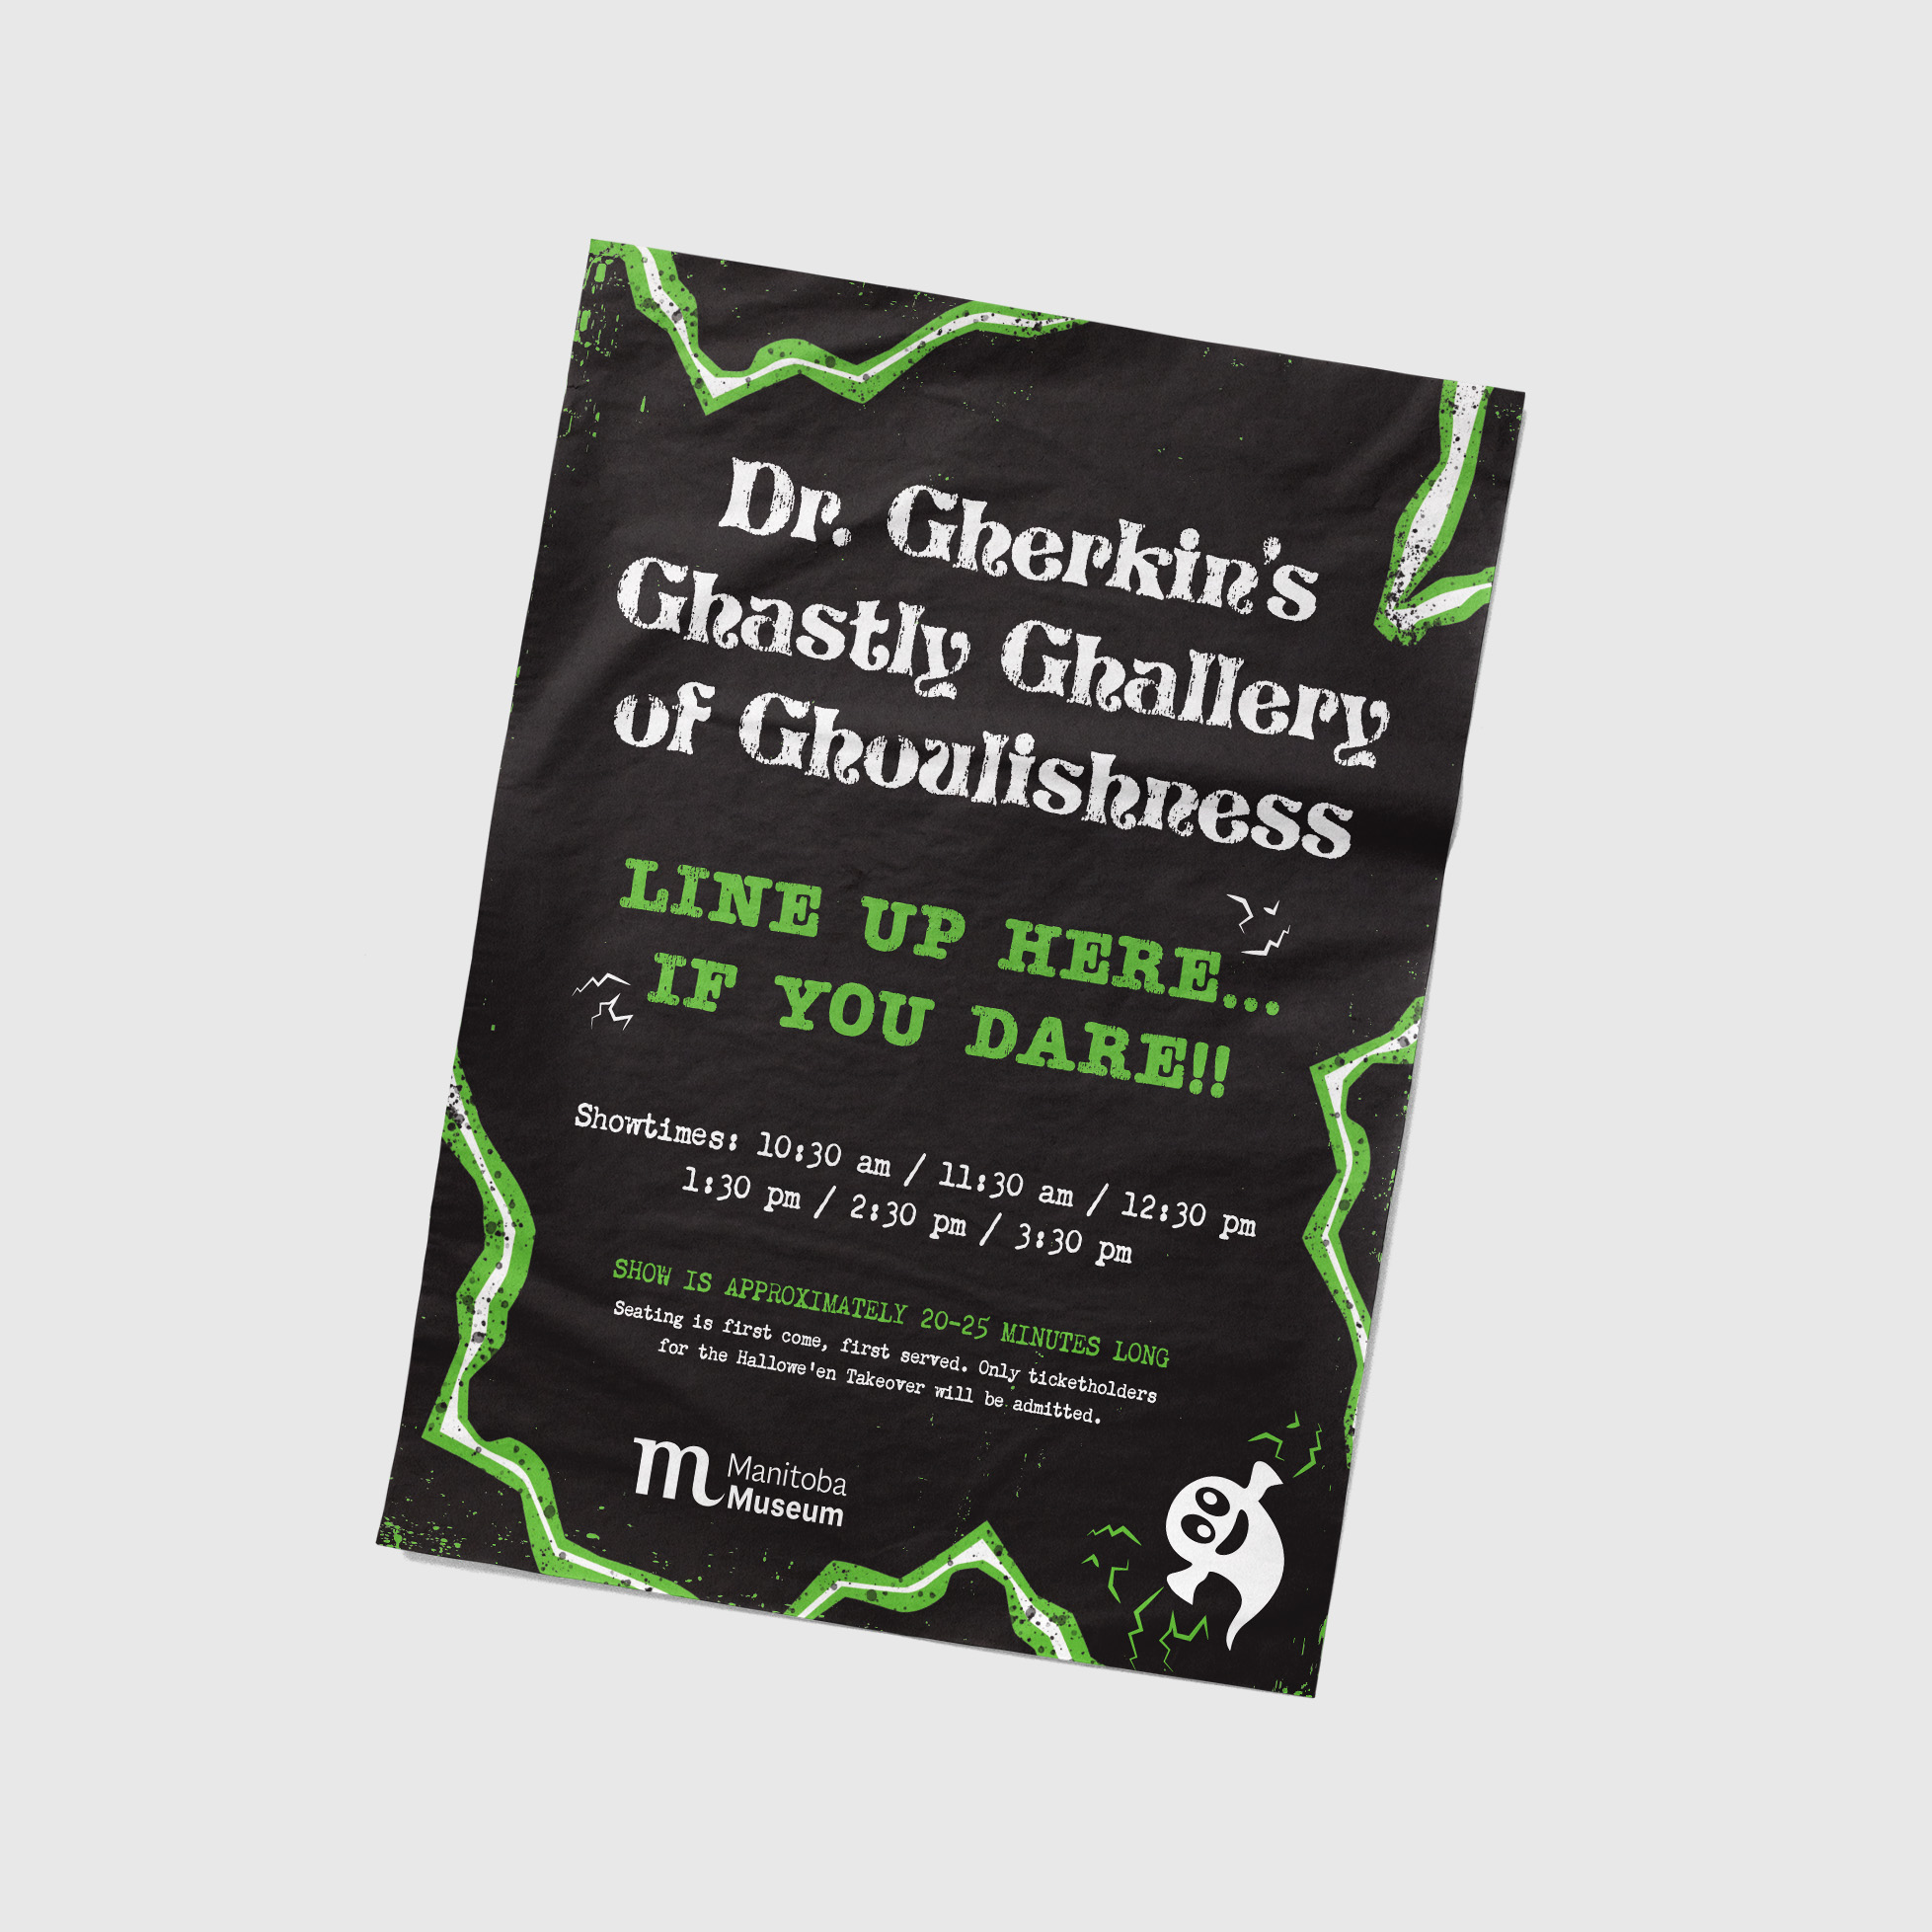 Dr. Gherkin's
Ghastly Ghallery
of Ghoulishness
LINE UP HERE...
IF YOU DARE!!
Showtimes: 10:30 am / 11:30 am / 12:30 pm
1:30 pm / 2:30 pm / 3:30 pm
SHOW IS APPROXIMATELY 20-25 MINUTES LONG
Seating is first come, first served. Only ticketholders
for the Hallowe'en Takeover will be admitted.
m Manitoba
Museum